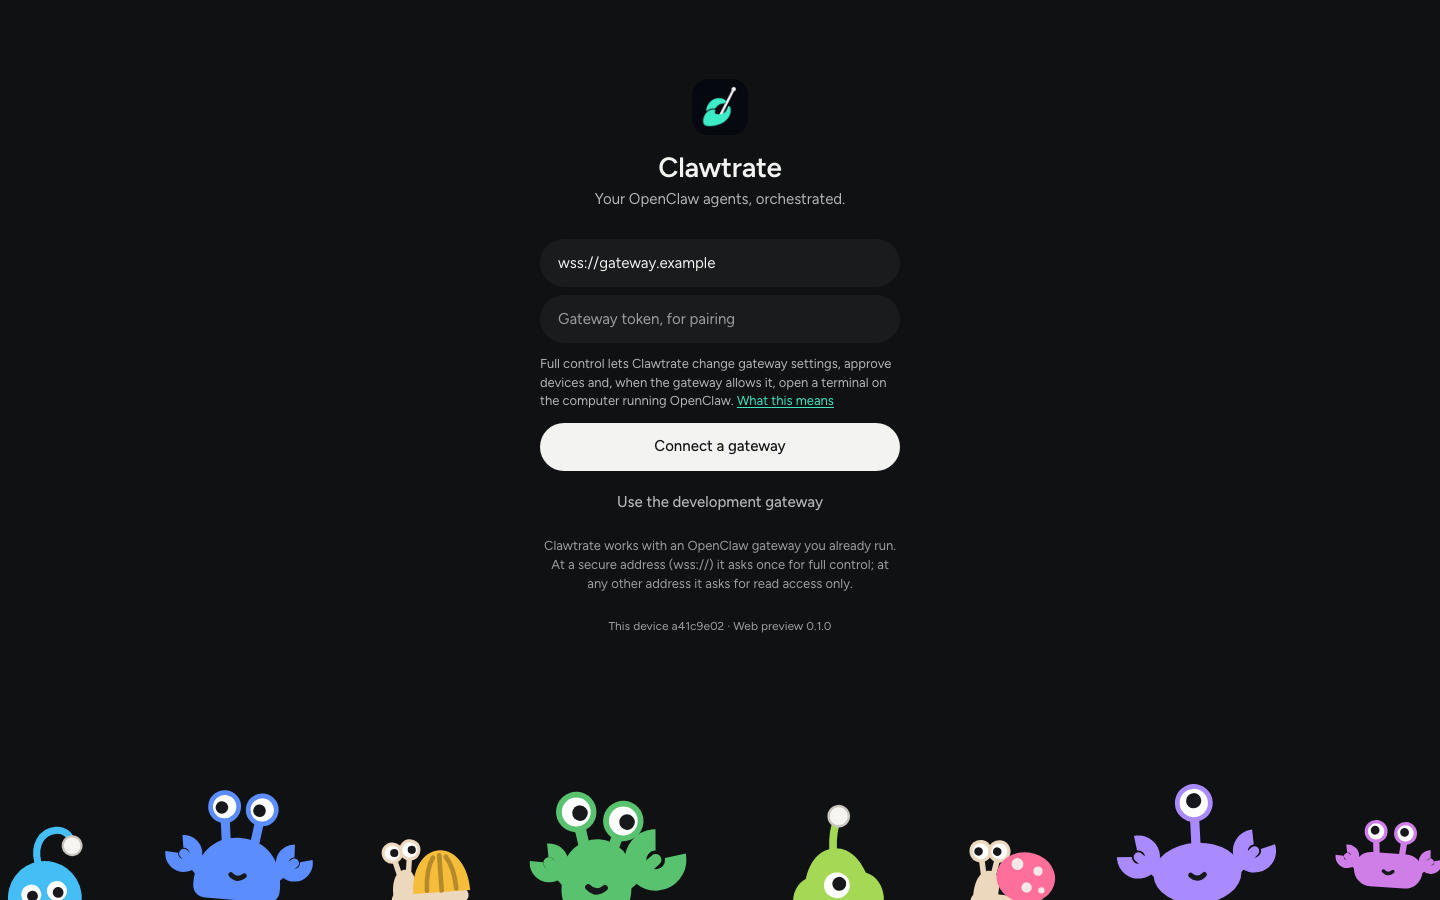 Clawtrate
Your OpenClaw agents, orchestrated.
wss://gateway.example
Gateway token, for pairing
Full control lets Clawtrate change gateway settings, approve
devices and, when the gateway allows it, open a terminal on
the computer running OpenClaw. What this means
Connect a gateway
Use the development gateway
Clawtrate works with an OpenClaw gateway you already run.
At a secure address (wss://) it asks once for full control; at
any other address it asks for read access only.
This device a41c9e02 · Web preview 0.1.0